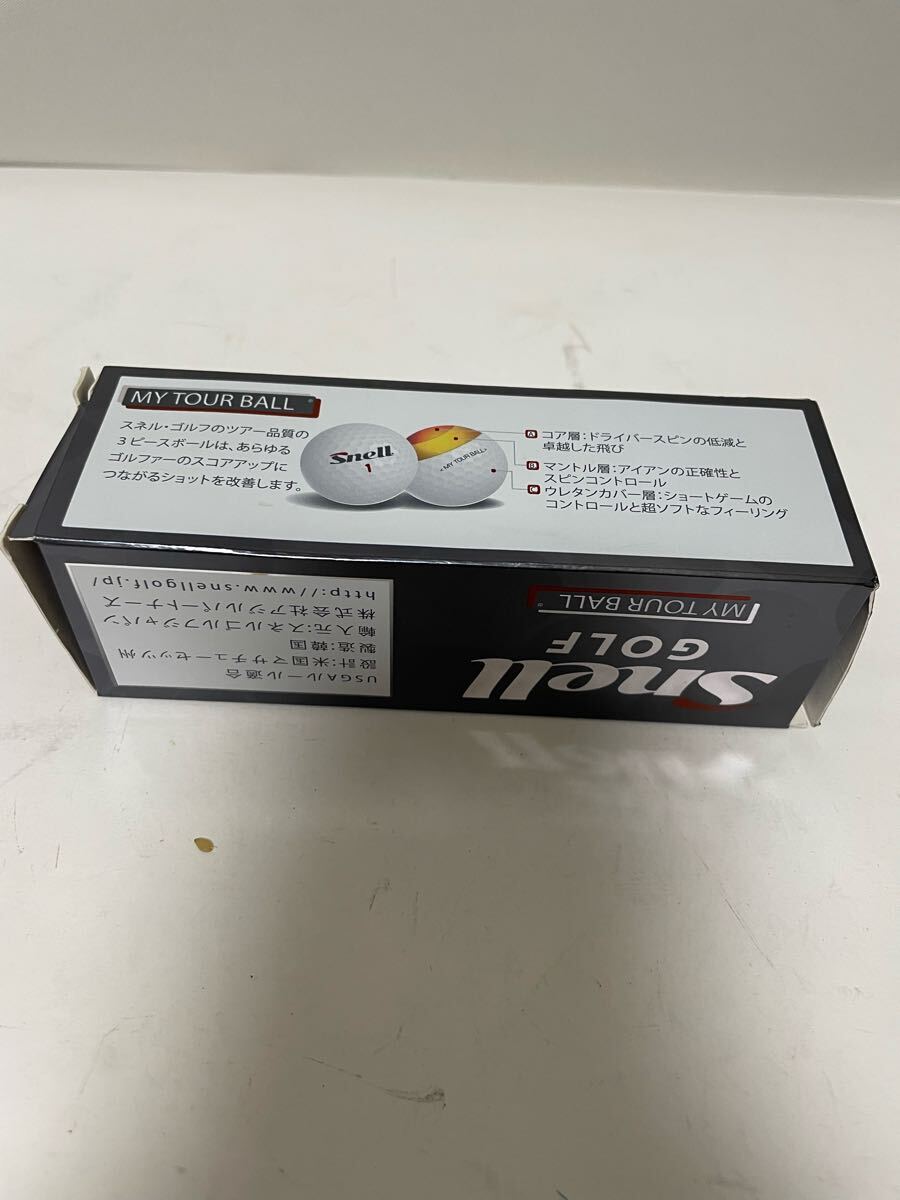 MY TOUR BALL
スネル・ゴルフのツアー品質の
3ピースボールは、あらゆる
ゴルファーのスコアアップに
つながるショットを改善します。
Snell
1
<MY TOUR BALL>
A コア層：ドライバースピンの低減と
卓越した飛び
B マントル層：アイアンの正確性と
スピンコントロール
C ウレタンカバー層：ショートゲームの
コントロールと超ソフトなフィーリング
Snell
GOLF
MY TOUR BALL
USGAルール適合
設計：米国マサチューセッツ州
製造：韓国
輸入元：スネルゴルフジャパン
株式会社アジルパートナーズ
http://www.snellgolf.jp/